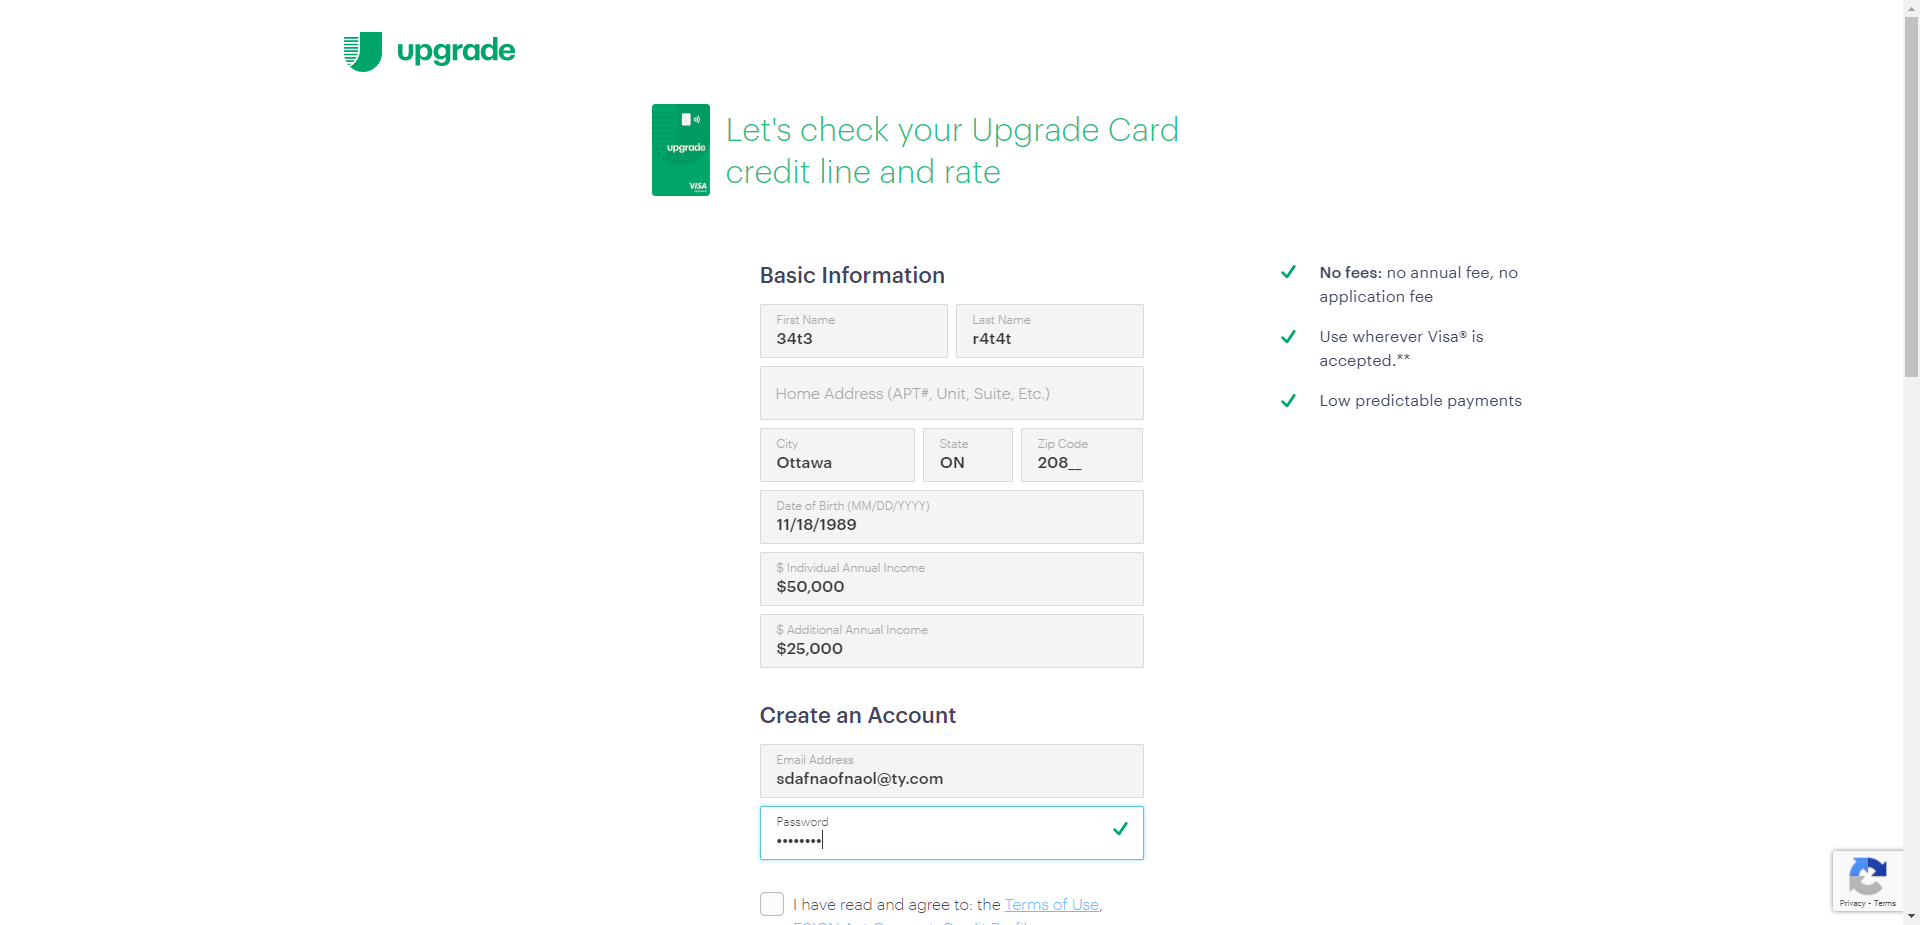 upgrade
upgrade
VISA
Let's check your Upgrade Card
credit line and rate
Basic Information
First Name
34t3
Last Name
r4t4t
Home Address (APT#, Unit, Suite, Etc.)
City
Ottawa
State
ON
Zip Code
208__
Date of Birth (MM/DD/YYYY)
11/18/1989
$ Individual Annual Income
$50,000
$ Additional Annual Income
$25,000
Create an Account
Email Address
sdafnaofnaol@ty.com
Password
••••••••
I have read and agree to: the Terms of Use,
No fees: no annual fee, no
application fee
Use wherever Visa® is
accepted.**
Low predictable payments
Privacy - Terms